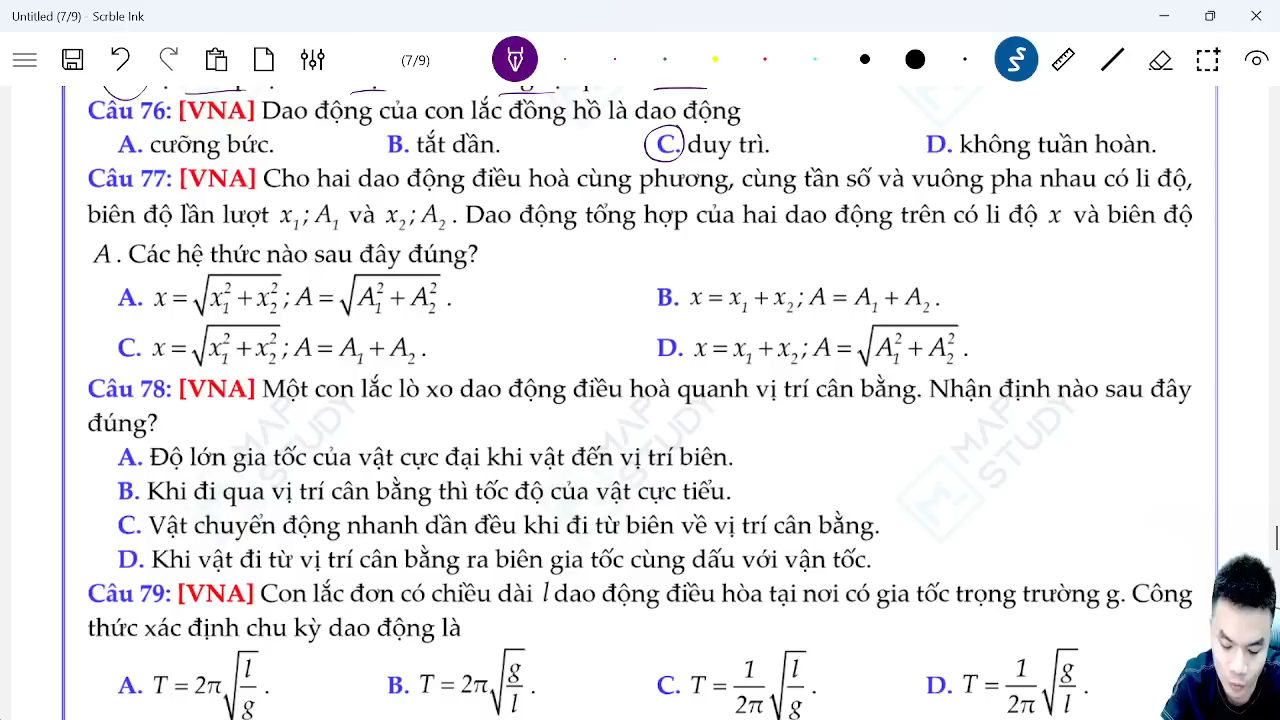 Untitled (7/9) - Scrble Ink
(7/9)
Câu 76: [VNA] Dao động của con lắc đồng hồ là dao động
A. cưỡng bức. B. tắt dần. C. duy trì. D. không tuần hoàn.
Câu 77: [VNA] Cho hai dao động điều hoà cùng phương, cùng tần số và vuông pha nhau có li độ,
biên độ lần lượt x₁; A₁ và x₂; A₂. Dao động tổng hợp của hai dao động trên có li độ x và biên độ
A. Các hệ thức nào sau đây đúng?
A. x = √(x₁² + x₂²); A = √(A₁² + A₂²). B. x = x₁ + x₂; A = A₁ + A₂.
C. x = √(x₁² + x₂²); A = A₁ + A₂. D. x = x₁ + x₂; A = √(A₁² + A₂²).
Câu 78: [VNA] Một con lắc lò xo dao động điều hoà quanh vị trí cân bằng. Nhận định nào sau đây
đúng?
A. Độ lớn gia tốc của vật cực đại khi vật đến vị trí biên.
B. Khi đi qua vị trí cân bằng thì tốc độ của vật cực tiểu.
C. Vật chuyển động nhanh dần đều khi đi từ biên về vị trí cân bằng.
D. Khi vật đi từ vị trí cân bằng ra biên gia tốc cùng dấu với vận tốc.
Câu 79: [VNA] Con lắc đơn có chiều dài l dao động điều hòa tại nơi có gia tốc trọng trường g. Công
thức xác định chu kỳ dao động là
A. T = 2π√(l/g). B. T = 2π√(g/l). C. T = 1/2π √(l/g). D. T = 1/2π √(g/l).
MAP STUDY
MAP STUDY
MAP STUDY